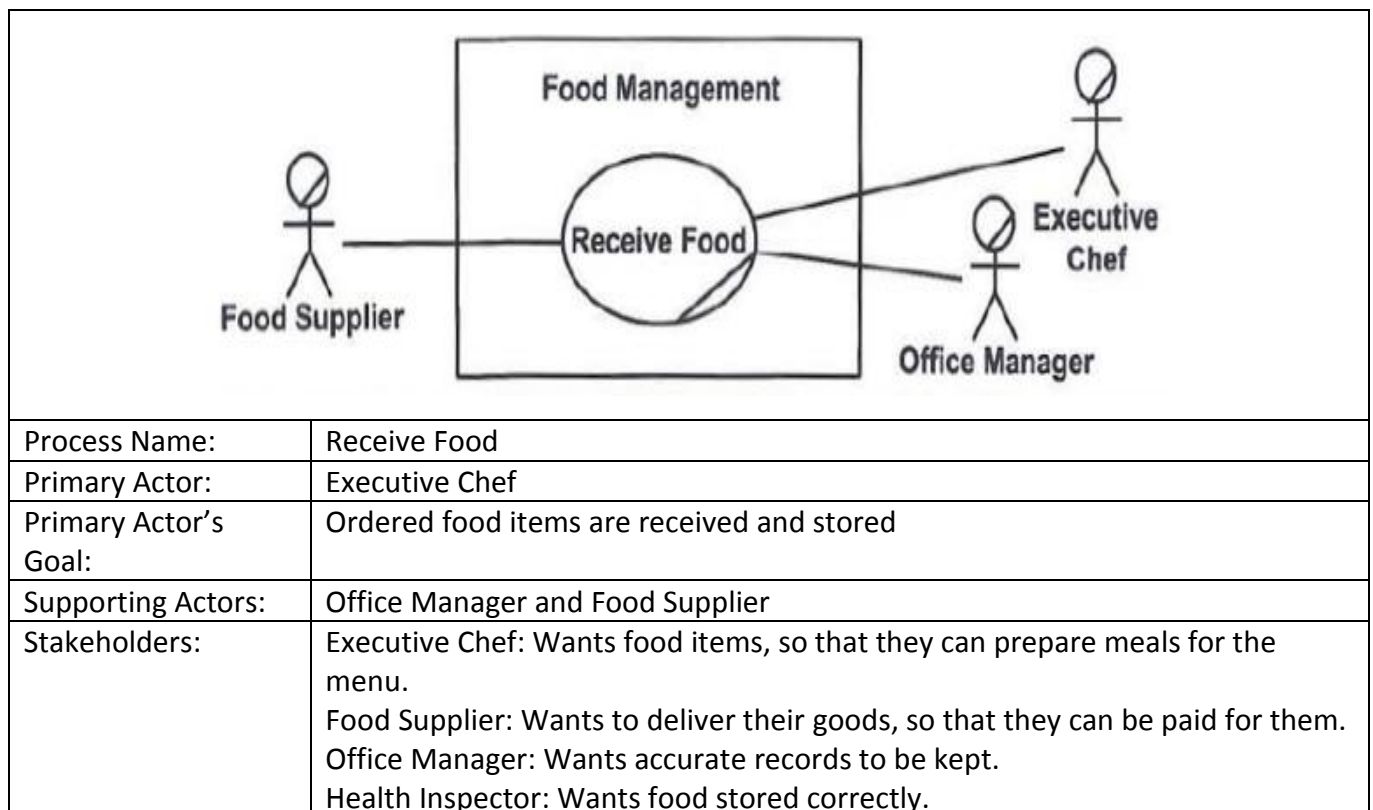 Food Management
Receive Food
Food Supplier
Executive
Chef
Office Manager
Process Name: Receive Food
Primary Actor: Executive Chef
Primary Actor’s Goal: Ordered food items are received and stored
Supporting Actors: Office Manager and Food Supplier
Stakeholders: Executive Chef: Wants food items, so that they can prepare meals for the
menu.
Food Supplier: Wants to deliver their goods, so that they can be paid for them.
Office Manager: Wants accurate records to be kept.
Health Inspector: Wants food stored correctly.